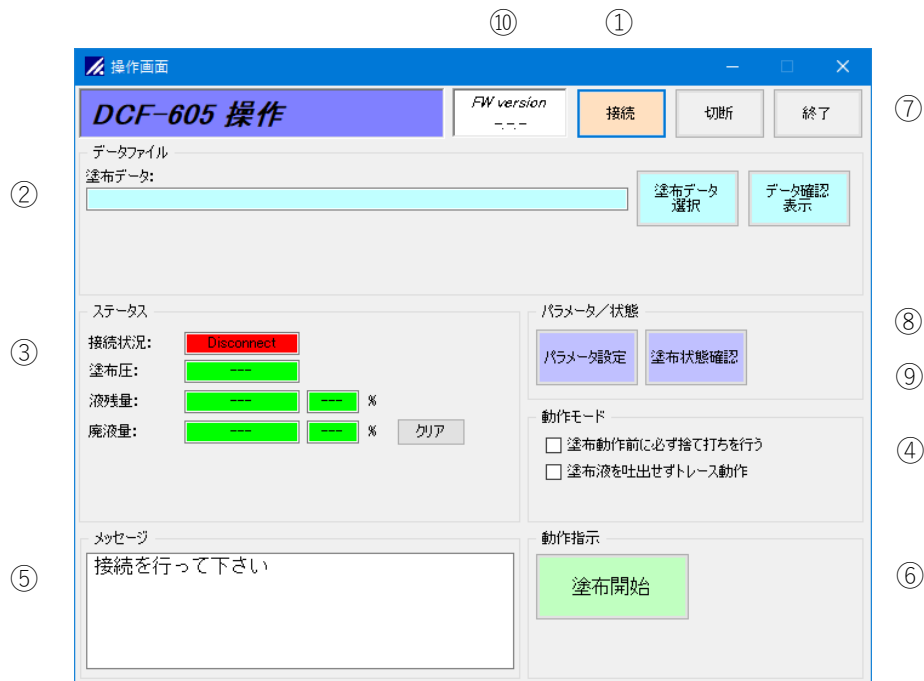 ⑩
①
操作画面
DCF-605 操作
FW version
-.-.-
接続
切断
終了
⑦
データファイル
②
塗布データ:
塗布データ
選択
データ確認
表示
ステータス
③
接続状況:
Disconnect
塗布圧:
---
液残量:
---
---
%
廃液量:
---
---
%
クリア
パラメータ/状態
⑧
パラメータ設定
塗布状態確認
⑨
動作モード
④
塗布動作前に必ず捨て打ちを行う
塗布液を吐出せずトレース動作
メッセージ
⑤
接続を行って下さい
動作指示
⑥
塗布開始